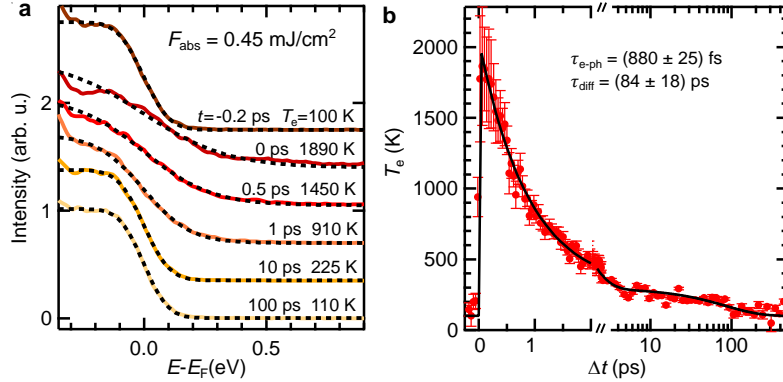 a
F_abs = 0.45 mJ/cm²
t=-0.2 ps T_e=100 K
0 ps 1890 K
0.5 ps 1450 K
1 ps 910 K
10 ps 225 K
100 ps 110 K
Intensity (arb. u.)
2
1
0
0.0
0.5
E-E_F(eV)
b
τ_e-ph = (880 ± 25) fs
τ_diff = (84 ± 18) ps
T_e (K)
2000
1500
1000
500
0
0
1
10
100
Δt (ps)